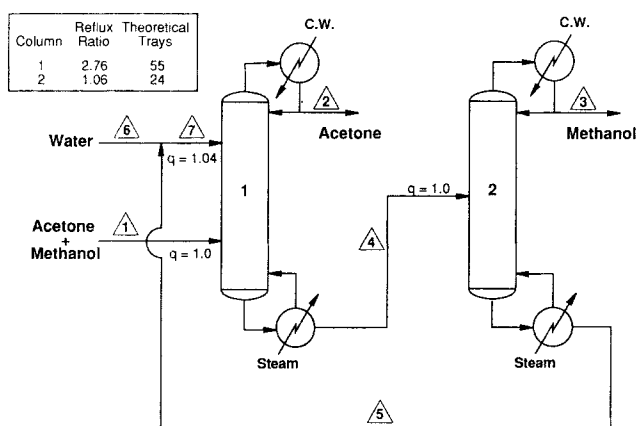 Column Reflux Ratio Theoretical Trays
1 2.76 55
2 1.06 24
C.W.
C.W.
2
3
Acetone
Methanol
Water
6
7
q = 1.04
1
2
q = 1.0
Acetone + Methanol
1
q = 1.0
4
Steam
Steam
5